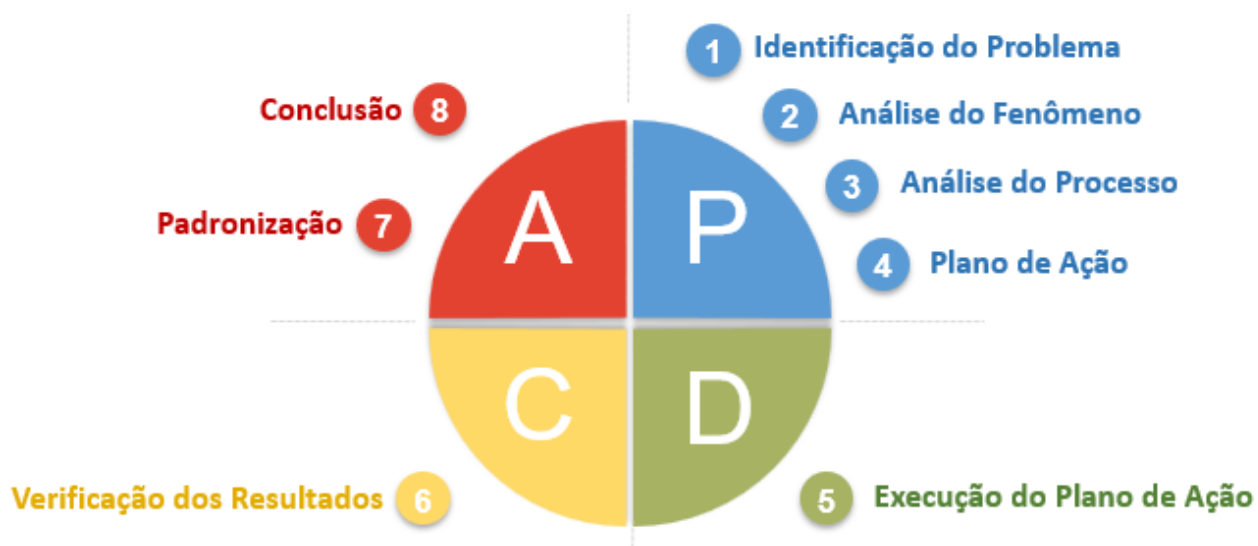 1 Identificação do Problema
2 Análise do Fenômeno
3 Análise do Processo
4 Plano de Ação
5 Execução do Plano de Ação
Verificação dos Resultados 6
Padronização 7
Conclusão 8
A P
C D